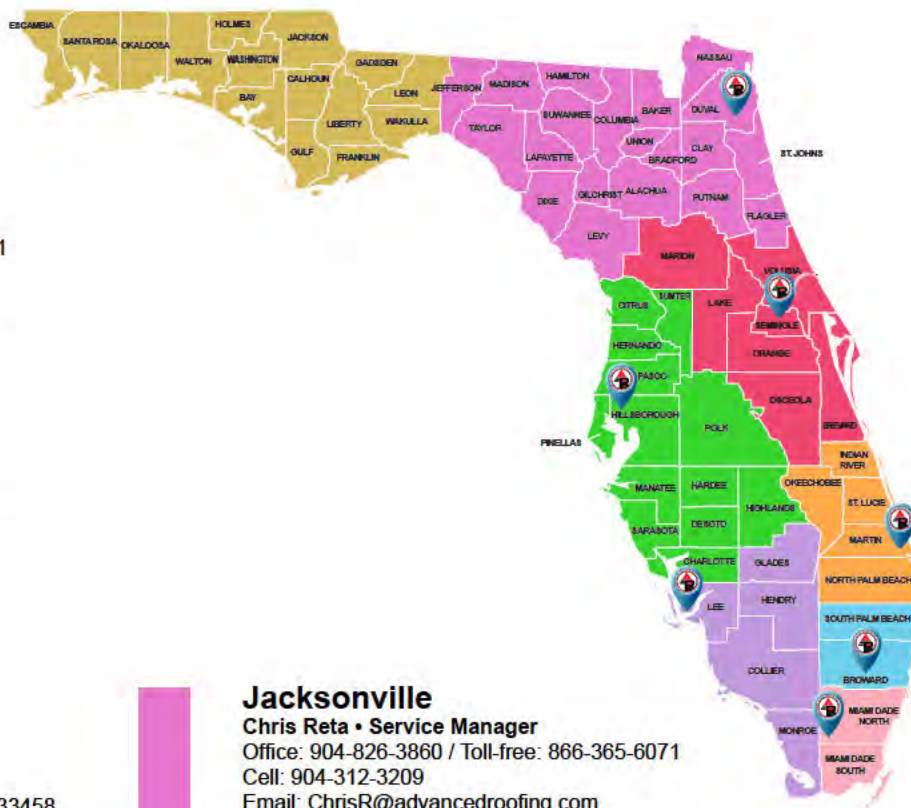 ESCAMBIA
SANTA ROSA
OKALOOSA
WALTON
HOLMES
WASHINGTON
JACKSON
BAY
CALHOUN
GULF
LIBERTY
GADSDEN
FRANKLIN
LEON
WAKULLA
JEFFERSON
MADISON
TAYLOR
HAMILTON
SUWANNEE
LAFAYETTE
DIXIE
COLUMBIA
GILCHRIST
LEVY
BAKER
UNION
BRADFORD
ALACHUA
NASSAU
DUVAL
CLAY
PUTNAM
ST. JOHNS
FLAGLER
1
MARION
VOLUSIA
LAKE
SEMINOLE
ORANGE
OSCEOLA
BREVARD
CITRUS
SUMTER
HERNANDO
PASCO
HILLSBOROUGH
PINELLAS
POLK
MANATEE
HARDEE
HIGHLANDS
SARASOTA
DESOTO
CHARLOTTE
INDIAN
RIVER
OKEECHOBEE
ST. LUCIE
MARTIN
NORTH PALM BEACH
GLADES
LEE
HENDRY
COLLIER
MONROE
SOUTH PALM BEACH
BROWARD
MIAMI DADE
NORTH
MIAMI DADE
SOUTH
Jacksonville
Chris Reta • Service Manager
Office: 904-826-3860 / Toll-free: 866-365-6071
Cell: 904-312-3209
Email: ChrisR@advancedroofing.com
33458